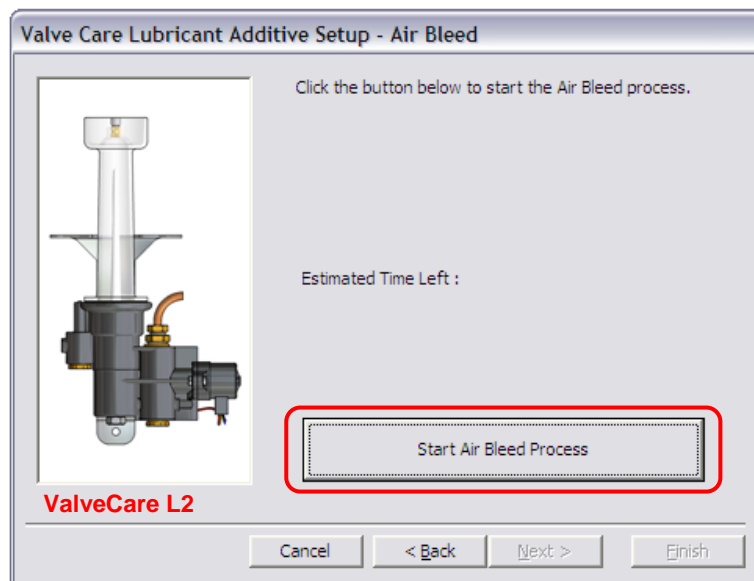 Valve Care Lubricant Additive Setup - Air Bleed
Click the button below to start the Air Bleed process.
Estimated Time Left :
Start Air Bleed Process
ValveCare L2
Cancel
< Back
Next >
Finish